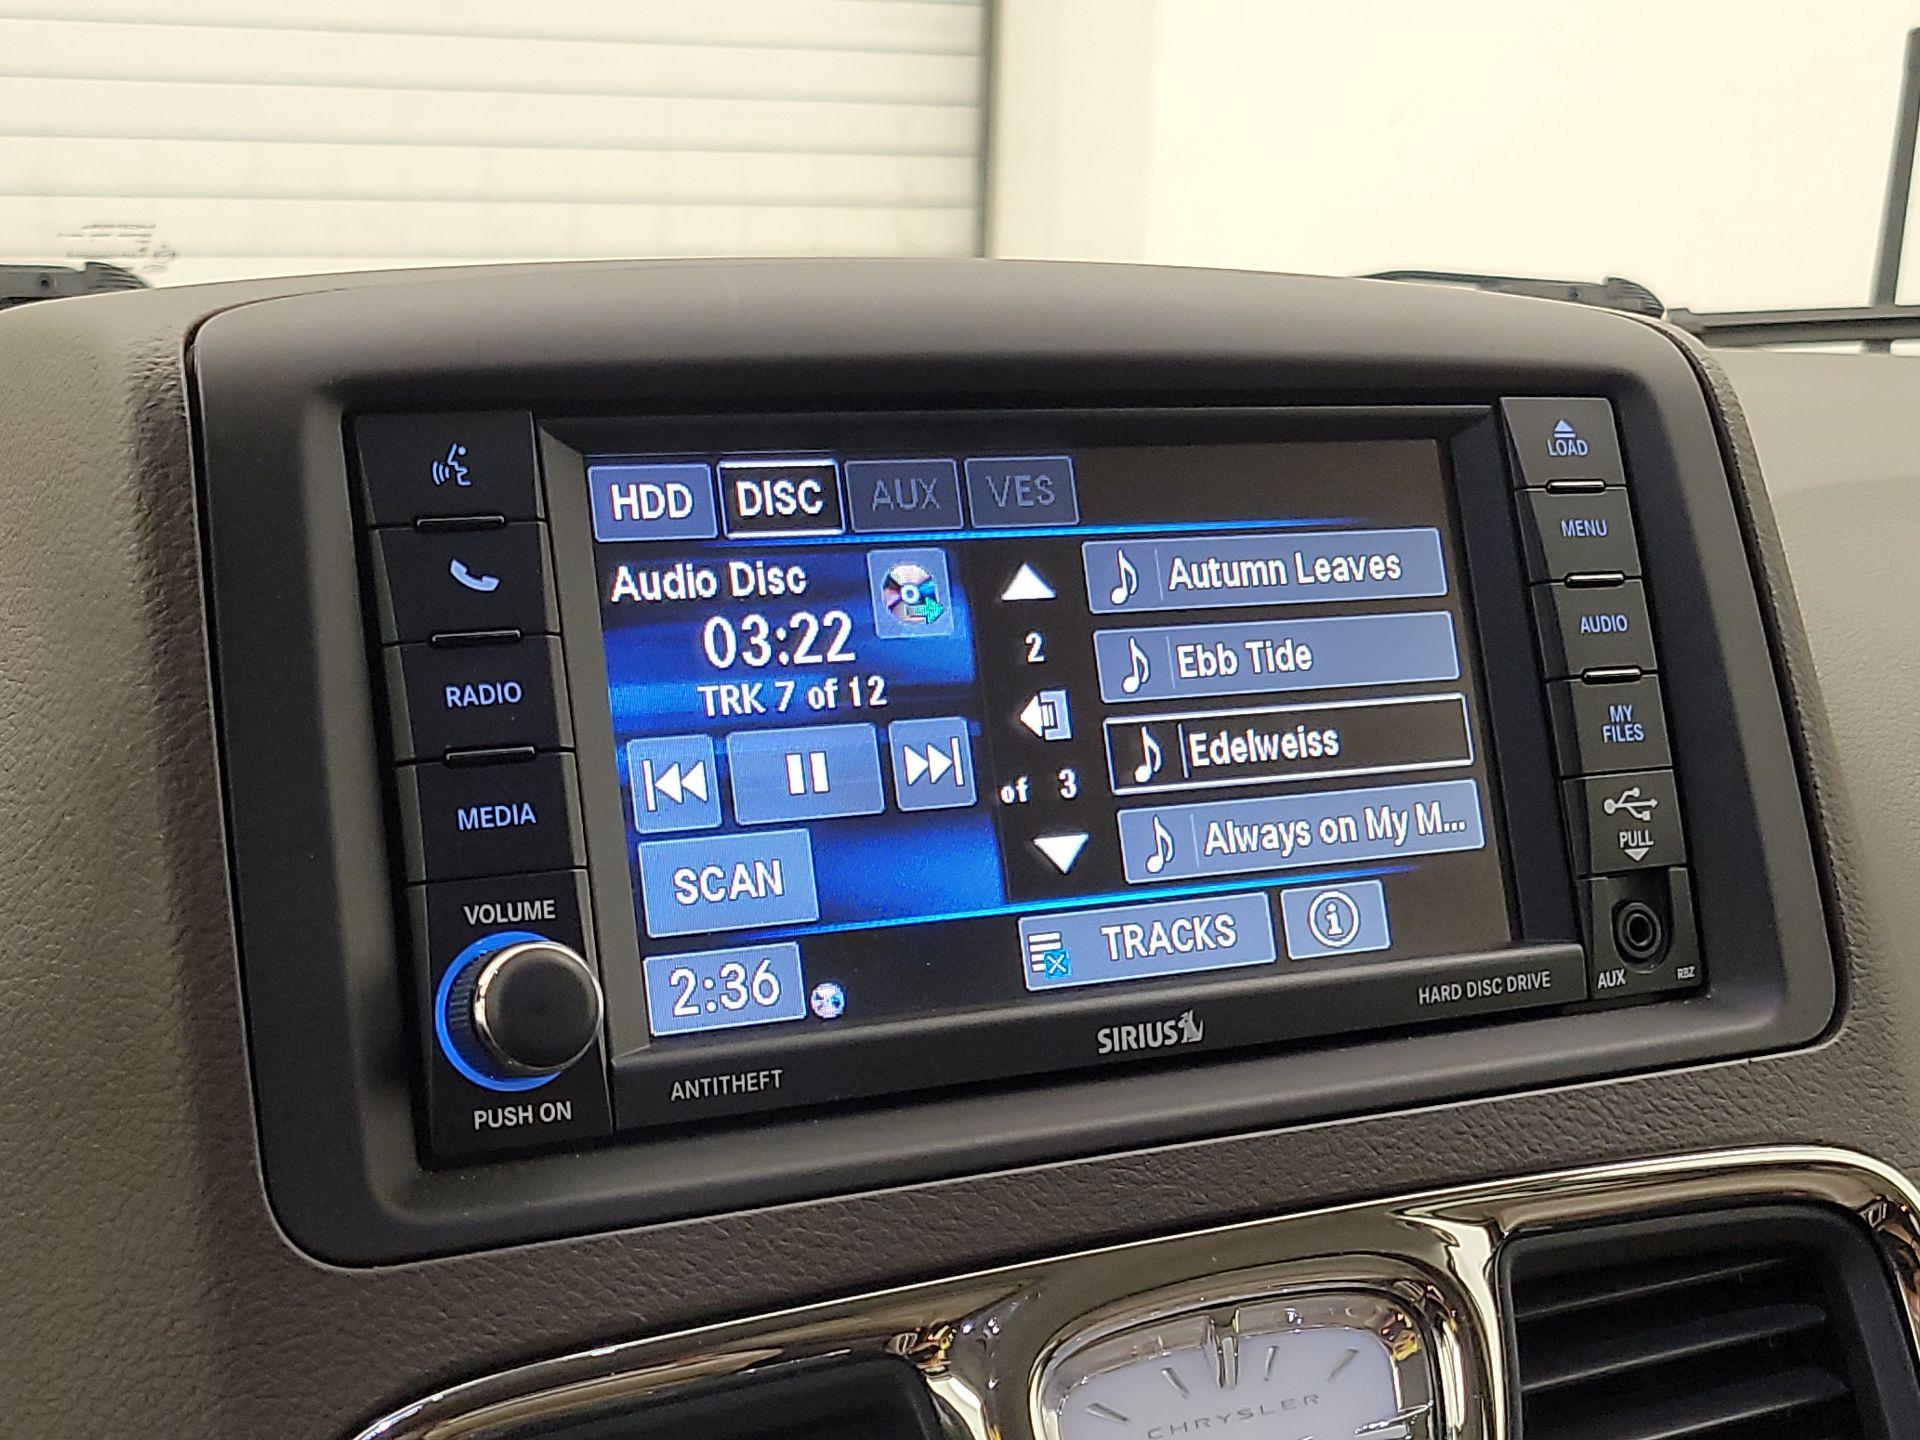 HDD DISC AUX VES
Audio Disc
03:22
TRK 7 of 12
SCAN
2:36
2
of 3
Autumn Leaves
Ebb Tide
Edelweiss
Always on My M...
TRACKS
i
RADIO
MEDIA
VOLUME
PUSH ON
LOAD
MENU
AUDIO
MY
FILES
PULL
AUX RBZ
HARD DISC DRIVE
SIRIUS
ANTITHEFT
CHRYSLER